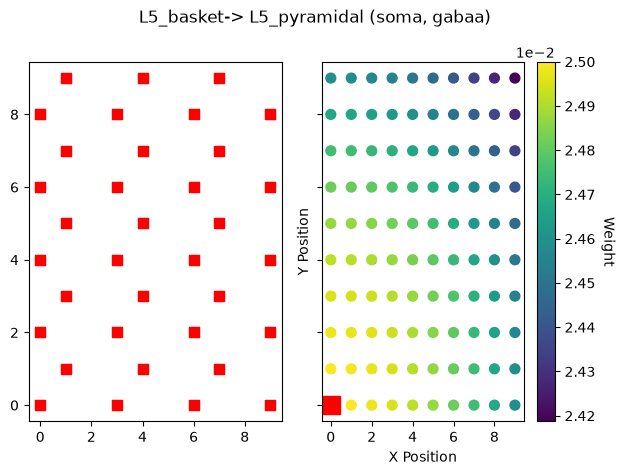 L5_basket-> L5_pyramidal (soma, gabaa)
8
6
4
2
0
0 2 4 6 8
Y Position
0 2 4 6 8
X Position
1e−2
2.50
2.49
2.48
2.47
2.46
2.45
2.44
2.43
2.42
Weight